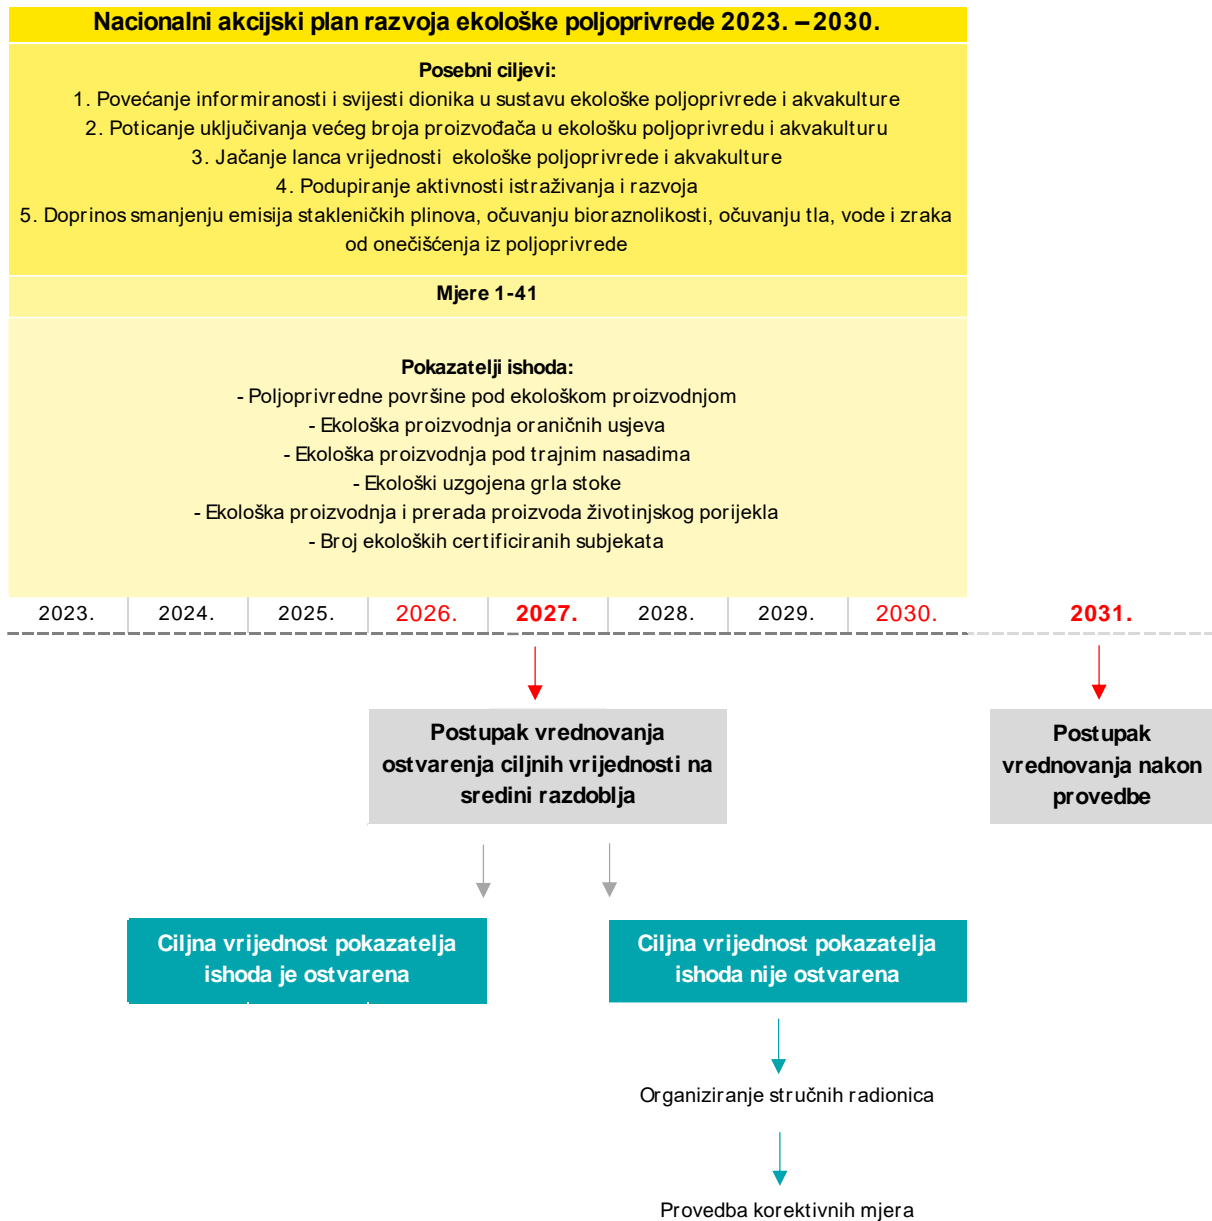 Nacionalni akcijski plan razvoja ekološke poljoprivrede 2023. – 2030.
Posebni ciljevi:
1. Povećanje informiranosti i svijesti dionika u sustavu ekološke poljoprivrede i akvakulture
2. Poticanje uključivanja većeg broja proizvođača u ekološku poljoprivredu i akvakulturu
3. Jačanje lanca vrijednosti ekološke poljoprivrede i akvakulture
4. Podupiranje aktivnosti istraživanja i razvoja
5. Doprinos smanjenju emisija stakleničkih plinova, očuvanju bioraznolikosti, očuvanju tla, vode i zraka
od onečišćenja iz poljoprivrede
Mjere 1-41
Pokazatelji ishoda:
- Poljoprivredne površine pod ekološkom proizvodnjom
- Ekološka proizvodnja oraničnih usjeva
- Ekološka proizvodnja pod trajnim nasadima
- Ekološki uzgojena grla stoke
- Ekološka proizvodnja i prerada proizvoda životinjskog porijekla
- Broj ekoloških certificiranih subjekata
2023. 2024. 2025. 2026. 2027. 2028. 2029. 2030. 2031.
Postupak vrednovanja
ostvarenja ciljnih vrijednosti na
sredini razdoblja
Postupak
vrednovanja nakon
provedbe
Ciljna vrijednost pokazatelja
ishoda je ostvarena
Ciljna vrijednost pokazatelja
ishoda nije ostvarena
Organiziranje stručnih radionica
Provedba korektivnih mjera